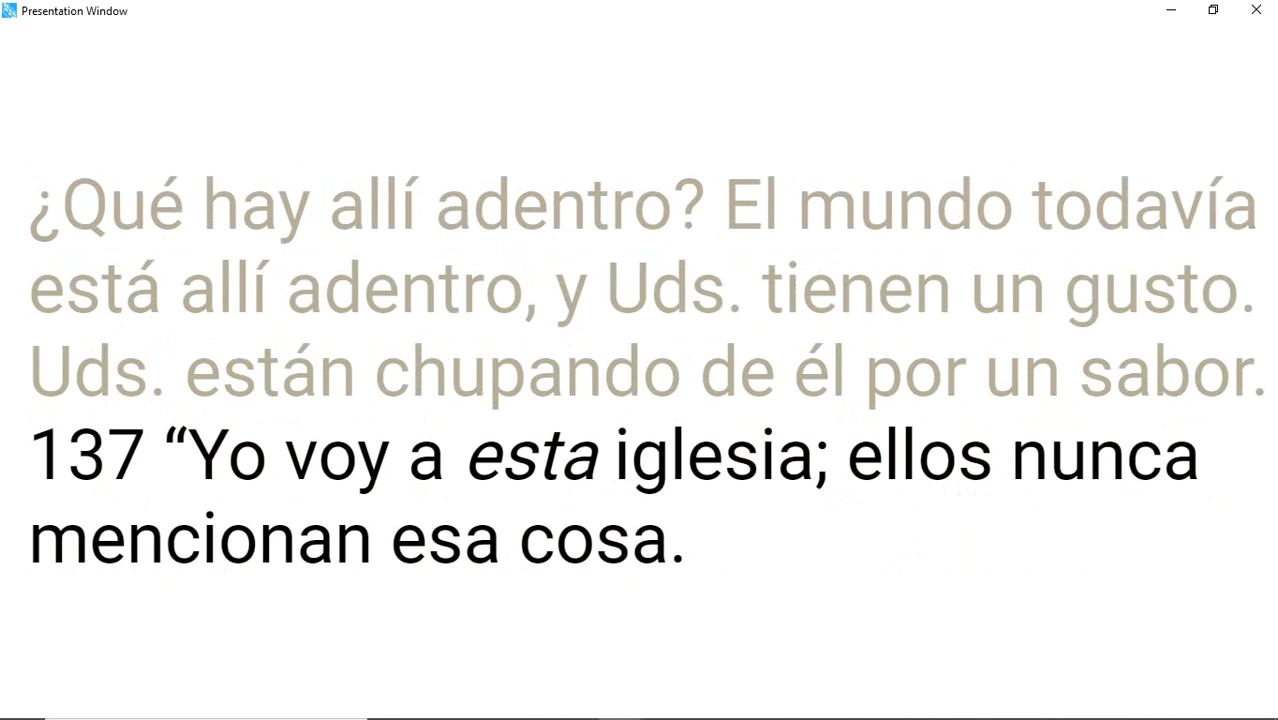 Presentation Window
¿Qué hay allí adentro? El mundo todavía
está allí adentro, y Uds. tienen un gusto.
Uds. están chupando de él por un sabor.
137 “Yo voy a esta iglesia; ellos nunca
mencionan esa cosa.